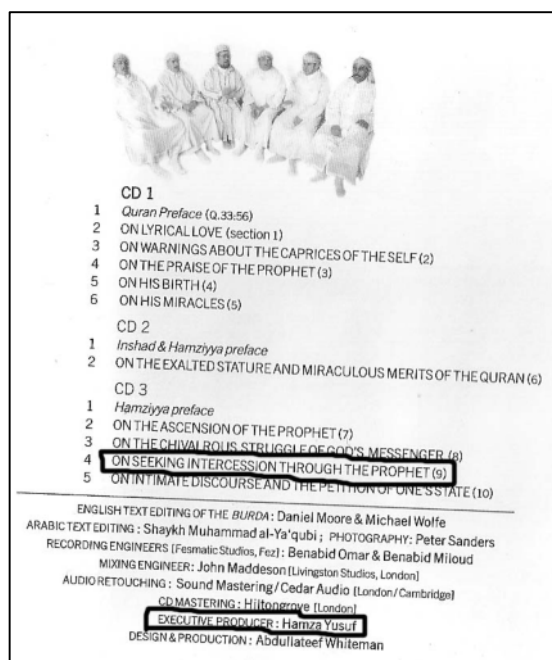 CD 1
1 Quran Preface (Q.33:56)
2 ON LYRICAL LOVE (section 1)
3 ON WARNINGS ABOUT THE CAPRICES OF THE SELF (2)
4 ON THE PRAISE OF THE PROPHET (3)
5 ON HIS BIRTH (4)
6 ON HIS MIRACLES (5)
CD 2
1 Inshad & Hamziyya preface
2 ON THE EXALTED STATURE AND MIRACULOUS MERITS OF THE QURAN (6)
CD 3
1 Hamziyya preface
2 ON THE ASCENSION OF THE PROPHET (7)
3 ON THE CHIVALROUS STRUGGLE OF GOD'S MESSENGER (8)
4 ON SEEKING INTERCESSION THROUGH THE PROPHET (9)
5 ON INTIMATE DISCOURSE AND THE PETITION OF ONE'S STATE (10)
ENGLISH TEXT EDITING OF THE BURDA : Daniel Moore & Michael Wolfe
ARABIC TEXT EDITING : Shaykh Muhammad al-Ya'qubi ; PHOTOGRAPHY : Peter Sanders
RECORDING ENGINEERS [Fesmatic Studios, Fez] : Benabid Omar & Benabid Miloud
MIXING ENGINEER : John Maddeson [Livingston Studios, London]
AUDIO RETOUCHING : Sound Mastering/Cedar Audio [London/Cambridge]
CD MASTERING : Hiltongrove [London]
EXECUTIVE PRODUCER : Hamza Yusuf
DESIGN & PRODUCTION : Abdullateef Whiteman